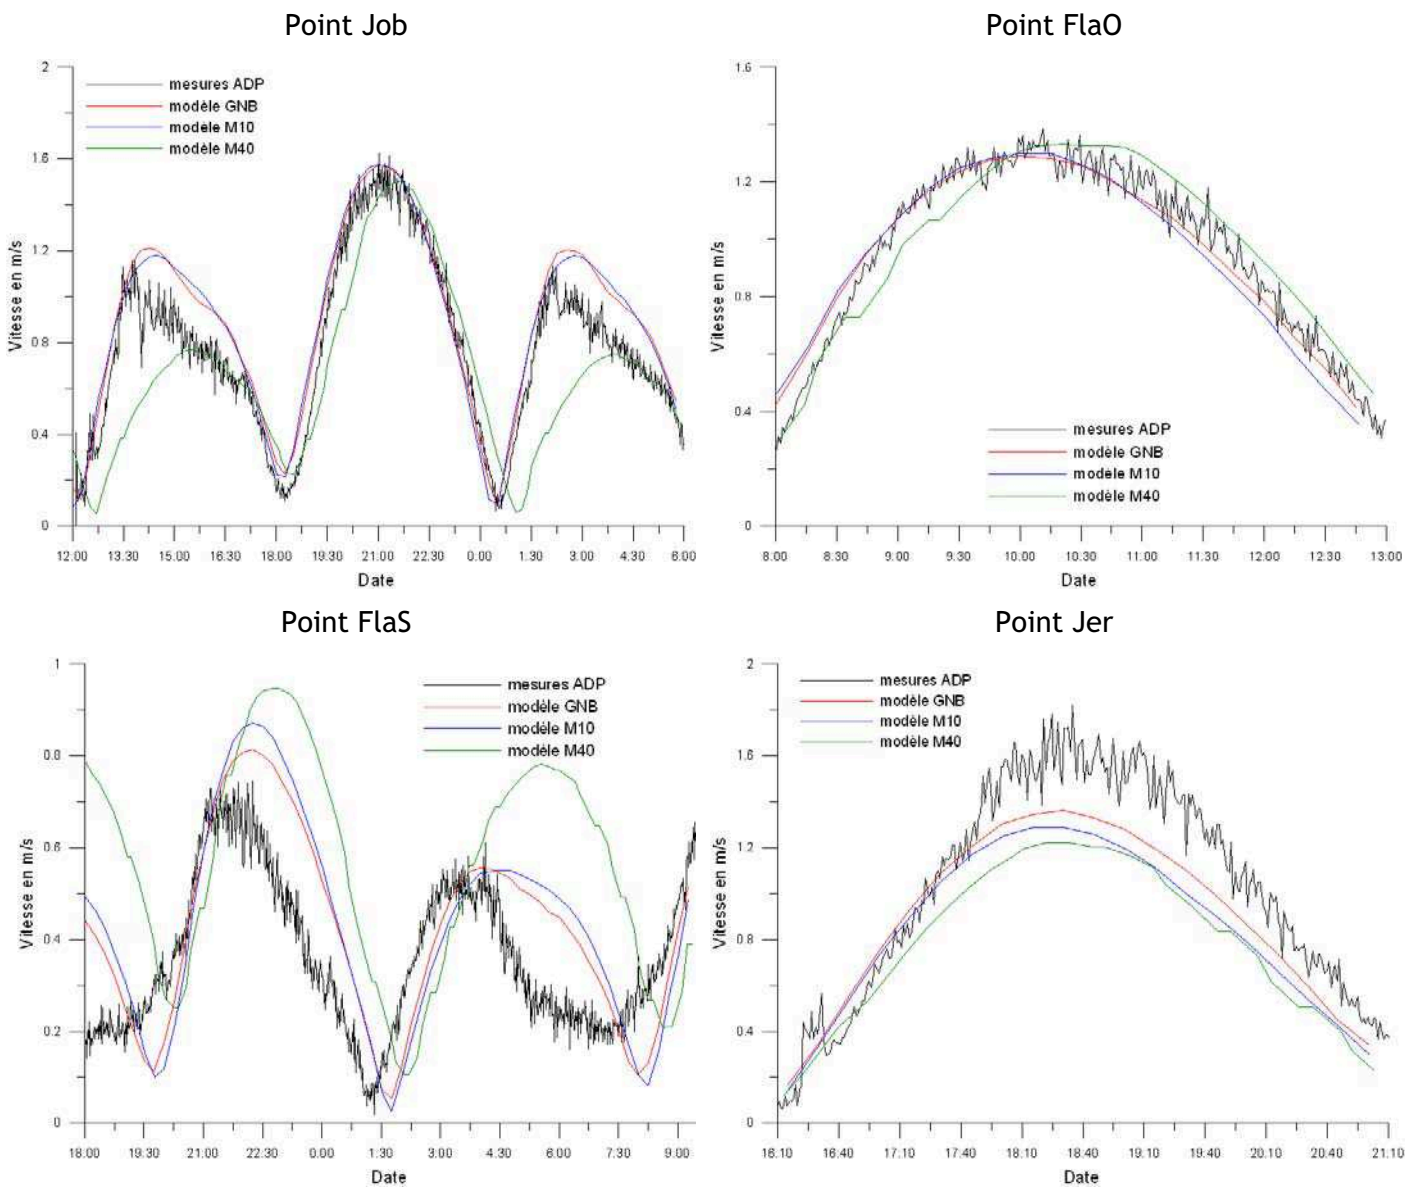 Point Job
2
mesures ADP
modèle GNB
modèle M10
modèle M40
1.6
1.2
0.8
0.4
0
Vitesse en m/s
12:00 13:30 15:00 16:30 18:00 19:30 21:00 22:30 0:00 1:30 3:00 4:30 6:00
Date
Point FlaO
1.6
1.2
0.8
0.4
0
Vitesse en m/s
mesures ADP
modèle GNB
modèle M10
modèle M40
8:00 8:30 9:00 9:30 10:00 10:30 11:00 11:30 12:00 12:30 13:00
Date
Point FlaS
1
mesures ADP
modèle GNB
modèle M10
modèle M40
0.8
0.6
0.4
0.2
0
Vitesse en m/s
18:00 19:30 21:00 22:30 0:00 1:30 3:00 4:30 6:00 7:30 9:00
Date
Point Jer
2
mesures ADP
modèle GNB
modèle M10
modèle M40
1.6
1.2
0.8
0.4
0
Vitesse en m/s
16:10 16:40 17:10 17:40 18:10 18:40 19:10 19:40 20:10 20:40 21:10
Date